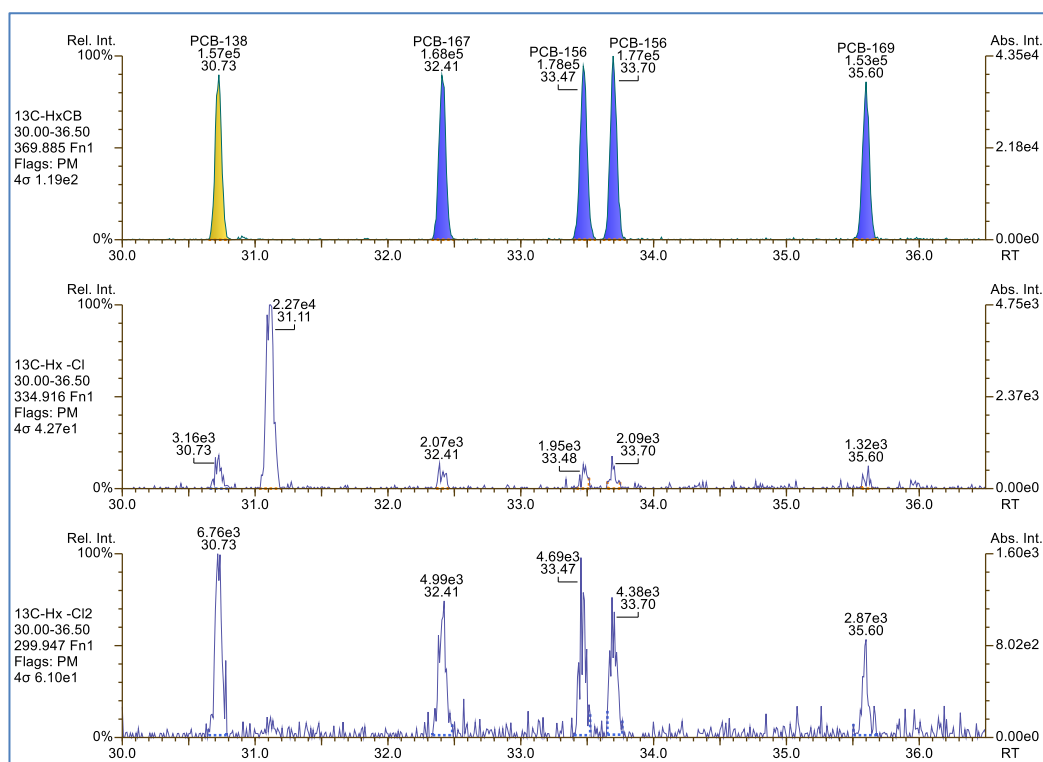 Rel. Int.
PCB-138
1.57e5
30.73
PCB-167
1.68e5
32.41
PCB-156
1.78e5
33.47
PCB-156
1.77e5
33.70
PCB-169
1.53e5
35.60
Abs. Int.
100%
4.35e4
13C-HxCB
30.00-36.50
369.885 Fn1
Flags: PM
4σ 1.19e2
2.18e4
0%
0.00e0
30.0 31.0 32.0 33.0 34.0 35.0 36.0 RT
Rel. Int.
Abs. Int.
100%
4.75e3
2.27e4
31.11
13C-Hx -Cl
30.00-36.50
334.916 Fn1
Flags: PM
4σ 4.27e1
2.37e3
3.16e3
30.73
2.07e3
32.41
1.95e3
33.48
2.09e3
33.70
1.32e3
35.60
0%
0.00e0
30.0 31.0 32.0 33.0 34.0 35.0 36.0 RT
Rel. Int.
Abs. Int.
100%
1.60e3
6.76e3
30.73
4.99e3
32.41
4.69e3
33.47
4.38e3
33.70
2.87e3
35.60
13C-Hx -Cl2
30.00-36.50
299.947 Fn1
Flags: PM
4σ 6.10e1
8.02e2
0%
0.00e0
30.0 31.0 32.0 33.0 34.0 35.0 36.0 RT